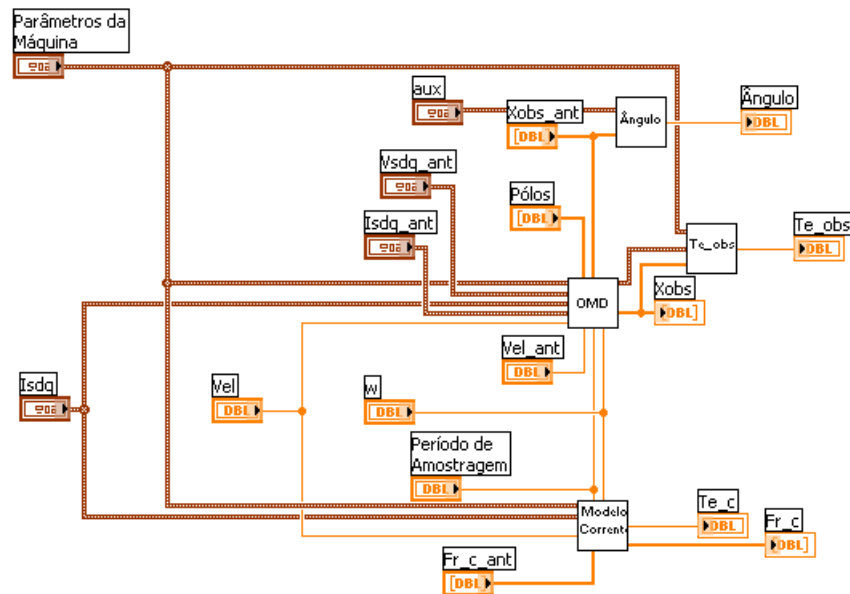 Parâmetros da
Máquina
aux
Xobs_ant
DBL
Ângulo
Ângulo
DBL
Vsdq_ant
Pólos
DBL
Isdq_ant
Te_obs
Te_obs
DBL
OMD
Xobs
DBL
Vel_ant
DBL
Isdq
Vel
DBL
w
DBL
Período de
Amostragem
DBL
Modelo
Corrente
Te_c
DBL
Fr_c
DBL
Fr_c_ant
DBL